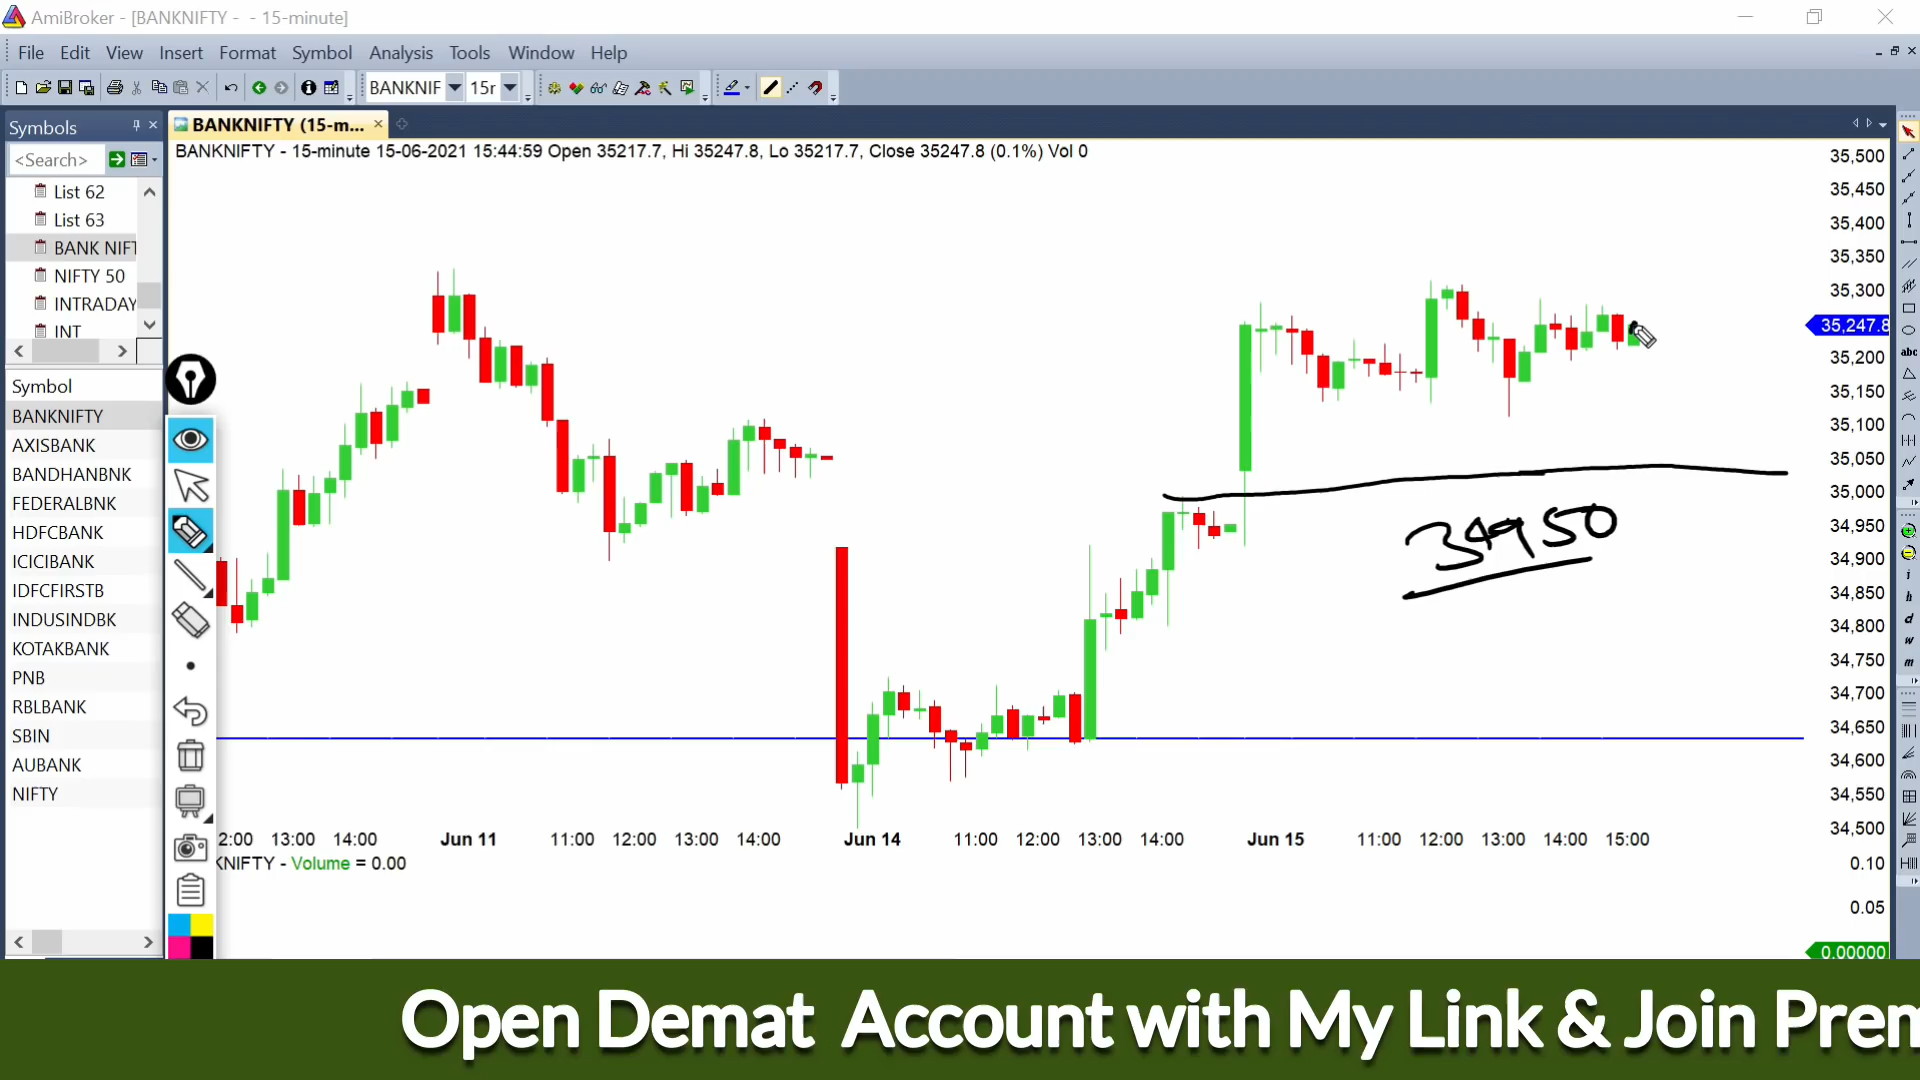 AmiBroker - [BANKNIFTY - - 15-minute]
File Edit View Insert Format Symbol Analysis Tools Window Help
BANKNIF 15r
Symbols
BANKNIFTY (15-m...
<Search>
BANKNIFTY - 15-minute 15-06-2021 15:44:59 Open 35217.7, Hi 35247.8, Lo 35217.7, Close 35247.8 (0.1%) Vol 0
List 62
List 63
BANK NIFT
NIFTY 50
INTRADAY
INT
Symbol
BANKNIFTY
AXISBANK
BANDHANBNK
FEDERALBNK
HDFCBANK
ICICIBANK
IDFCFIRSTB
INDUSINDBK
KOTAKBANK
PNB
RBLBANK
SBIN
AUBANK
NIFTY
35,500
35,450
35,400
35,350
35,300
35,247.8
35,200
35,150
35,100
35,050
35,000
34,950
34,900
34,850
34,800
34,750
34,700
34,650
34,600
34,550
34,500
34950
2:00 13:00 14:00 Jun 11 11:00 12:00 13:00 14:00 Jun 14 11:00 12:00 13:00 14:00 Jun 15 11:00 12:00 13:00 14:00 15:00
KNIFTY - Volume = 0.00
0.10
0.05
0.00000
abc
i
h
d
w
m
Open Demat Account with My Link & Join Prem